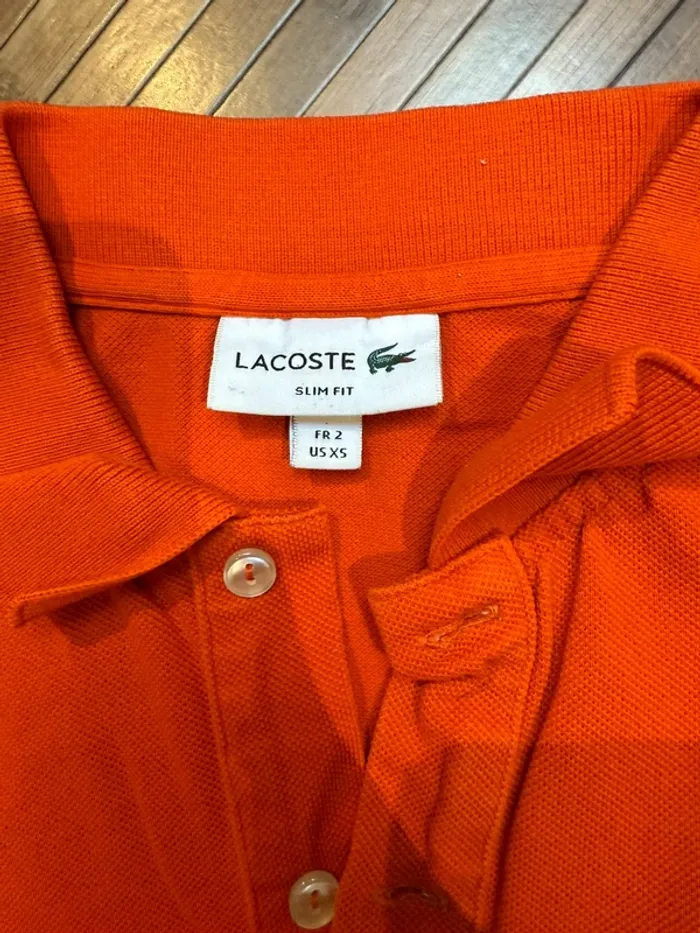 LACOSTE
SLIM FIT
FR 2
US XS